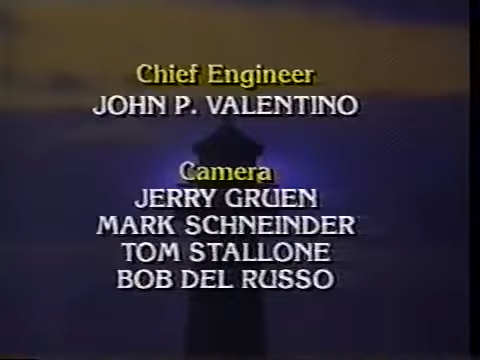 Chief Engineer
JOHN P. VALENTINO
Camera
JERRY GRUEN
MARK SCHNEINDER
TOM STALLONE
BOB DEL RUSSO